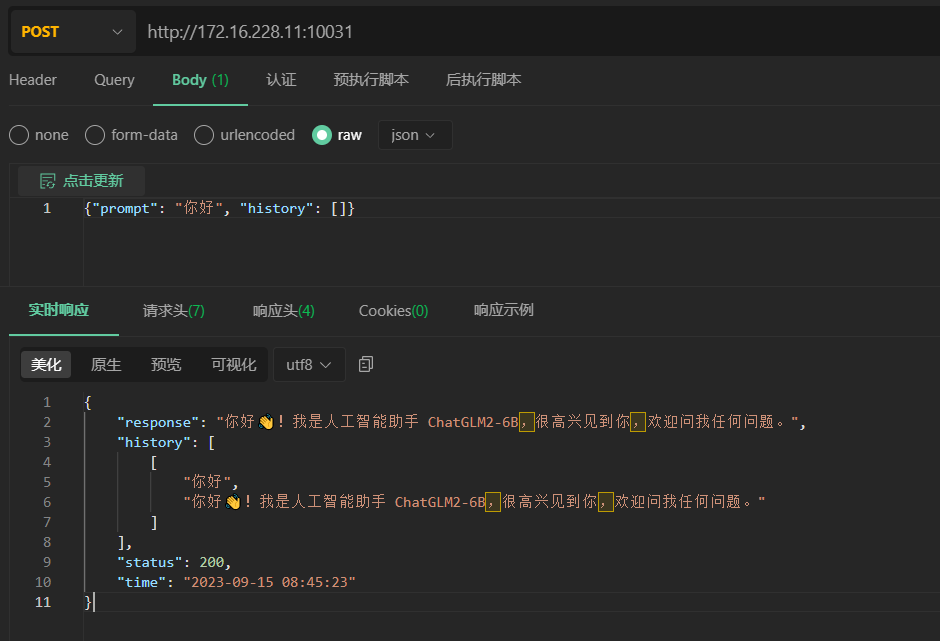 POST http://172.16.228.11:10031
Header Query Body (1) 认证 预执行脚本 后执行脚本
none form-data urlencoded raw json
点击更新
1 {"prompt": "你好", "history": []}
实时响应 请求头(7) 响应头(4) Cookies(0) 响应示例
美化 原生 预览 可视化 utf8
1 {
2 "response": "你好👋！我是人工智能助手 ChatGLM2-6B，很高兴见到你，欢迎问我任何问题。",
3 "history": [
4 [
5 "你好",
6 "你好👋！我是人工智能助手 ChatGLM2-6B，很高兴见到你，欢迎问我任何问题。"
7 ]
8 ],
9 "status": 200,
10 "time": "2023-09-15 08:45:23"
11 }